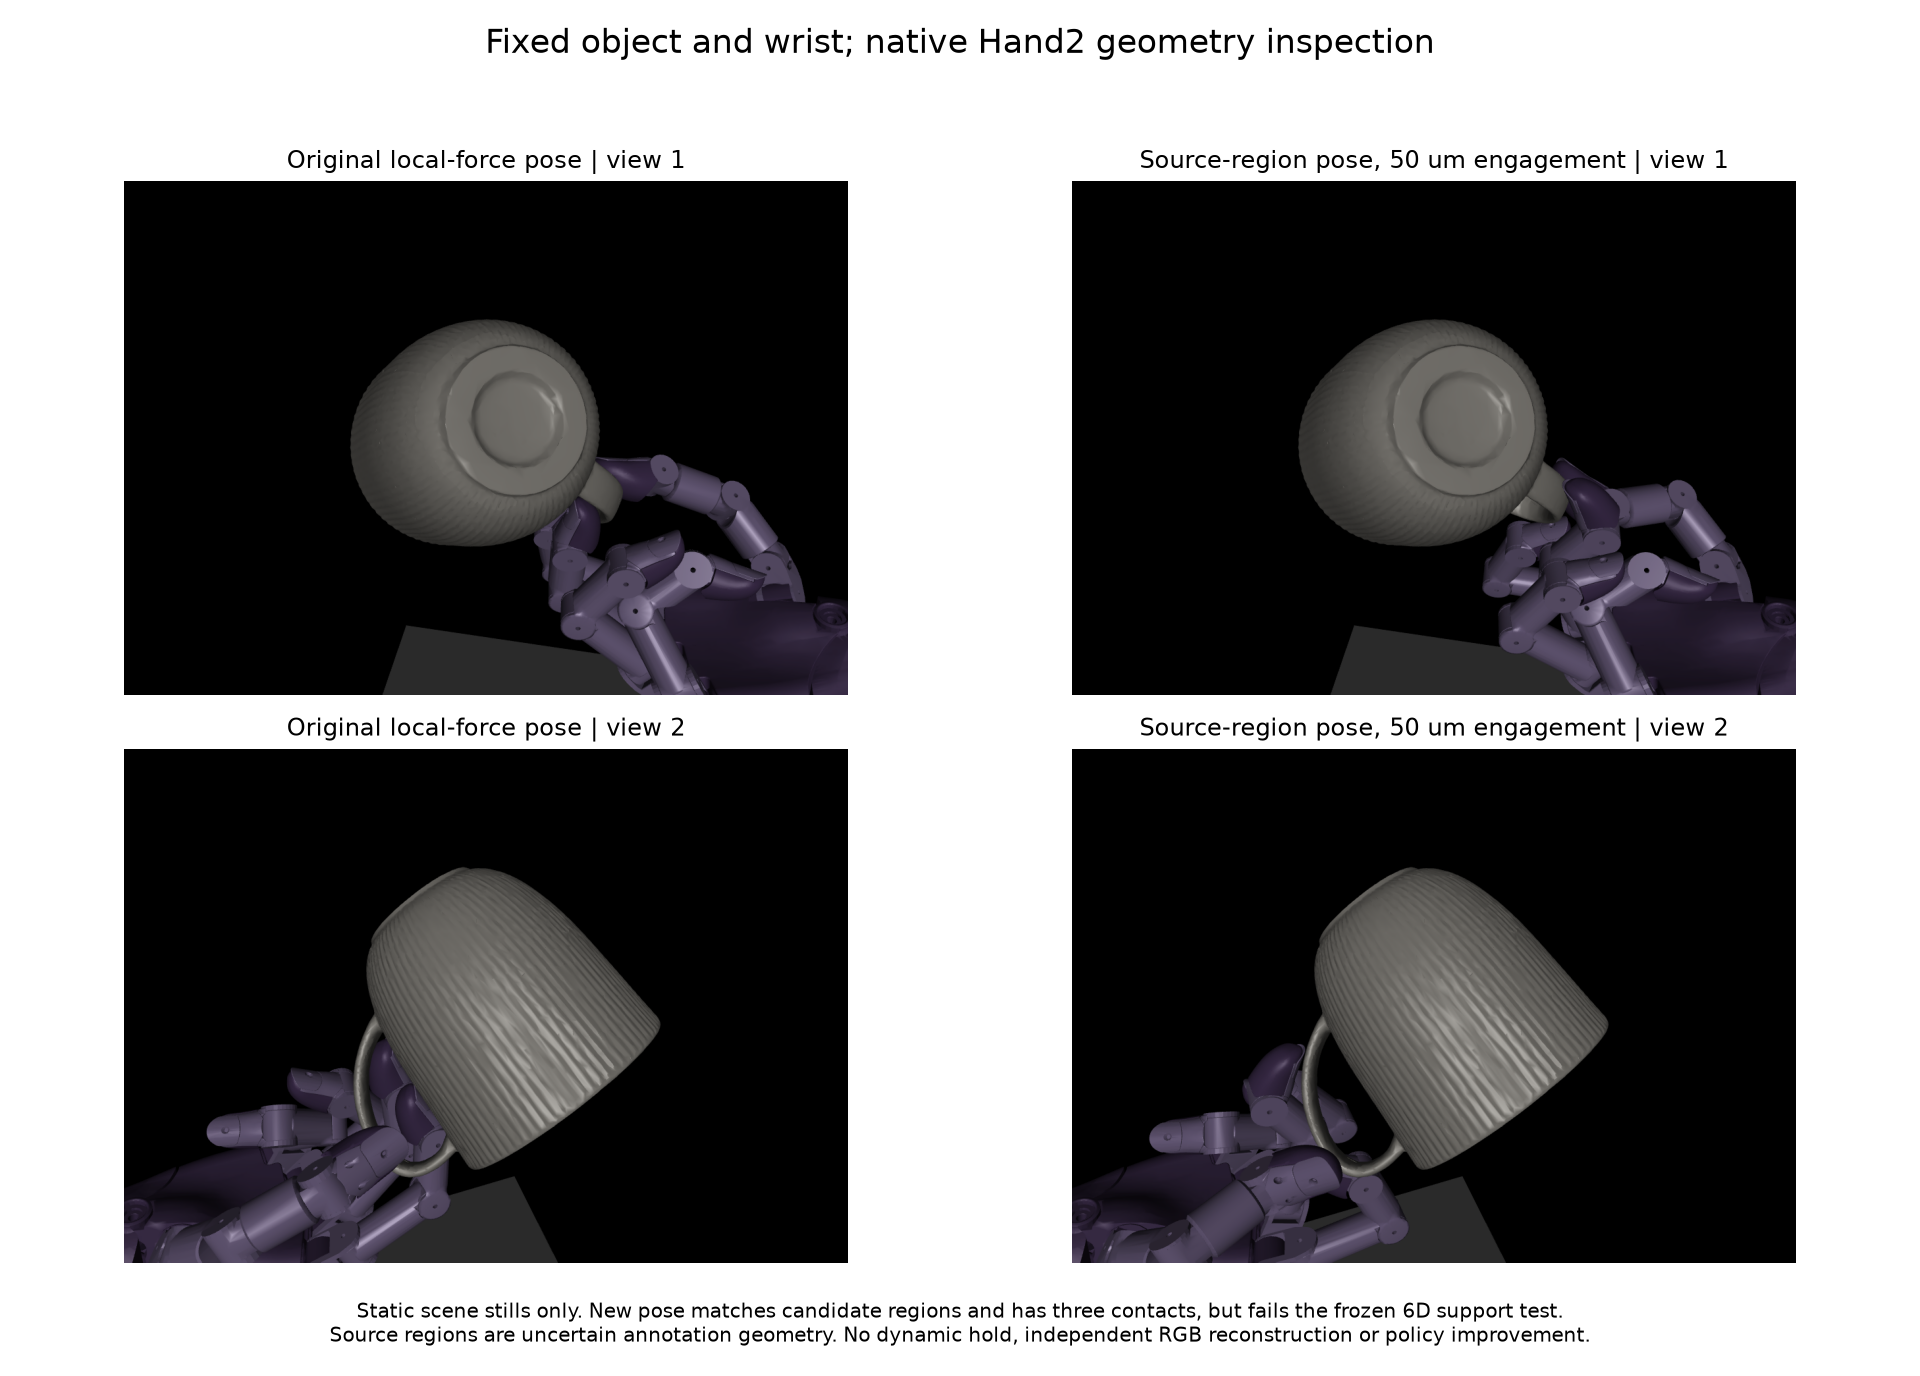 Fixed object and wrist; native Hand2 geometry inspection
Original local-force pose | view 1
Source-region pose, 50 um engagement | view 1
Original local-force pose | view 2
Source-region pose, 50 um engagement | view 2
Static scene stills only. New pose matches candidate regions and has three contacts, but fails the frozen 6D support test.
Source regions are uncertain annotation geometry. No dynamic hold, independent RGB reconstruction or policy improvement.